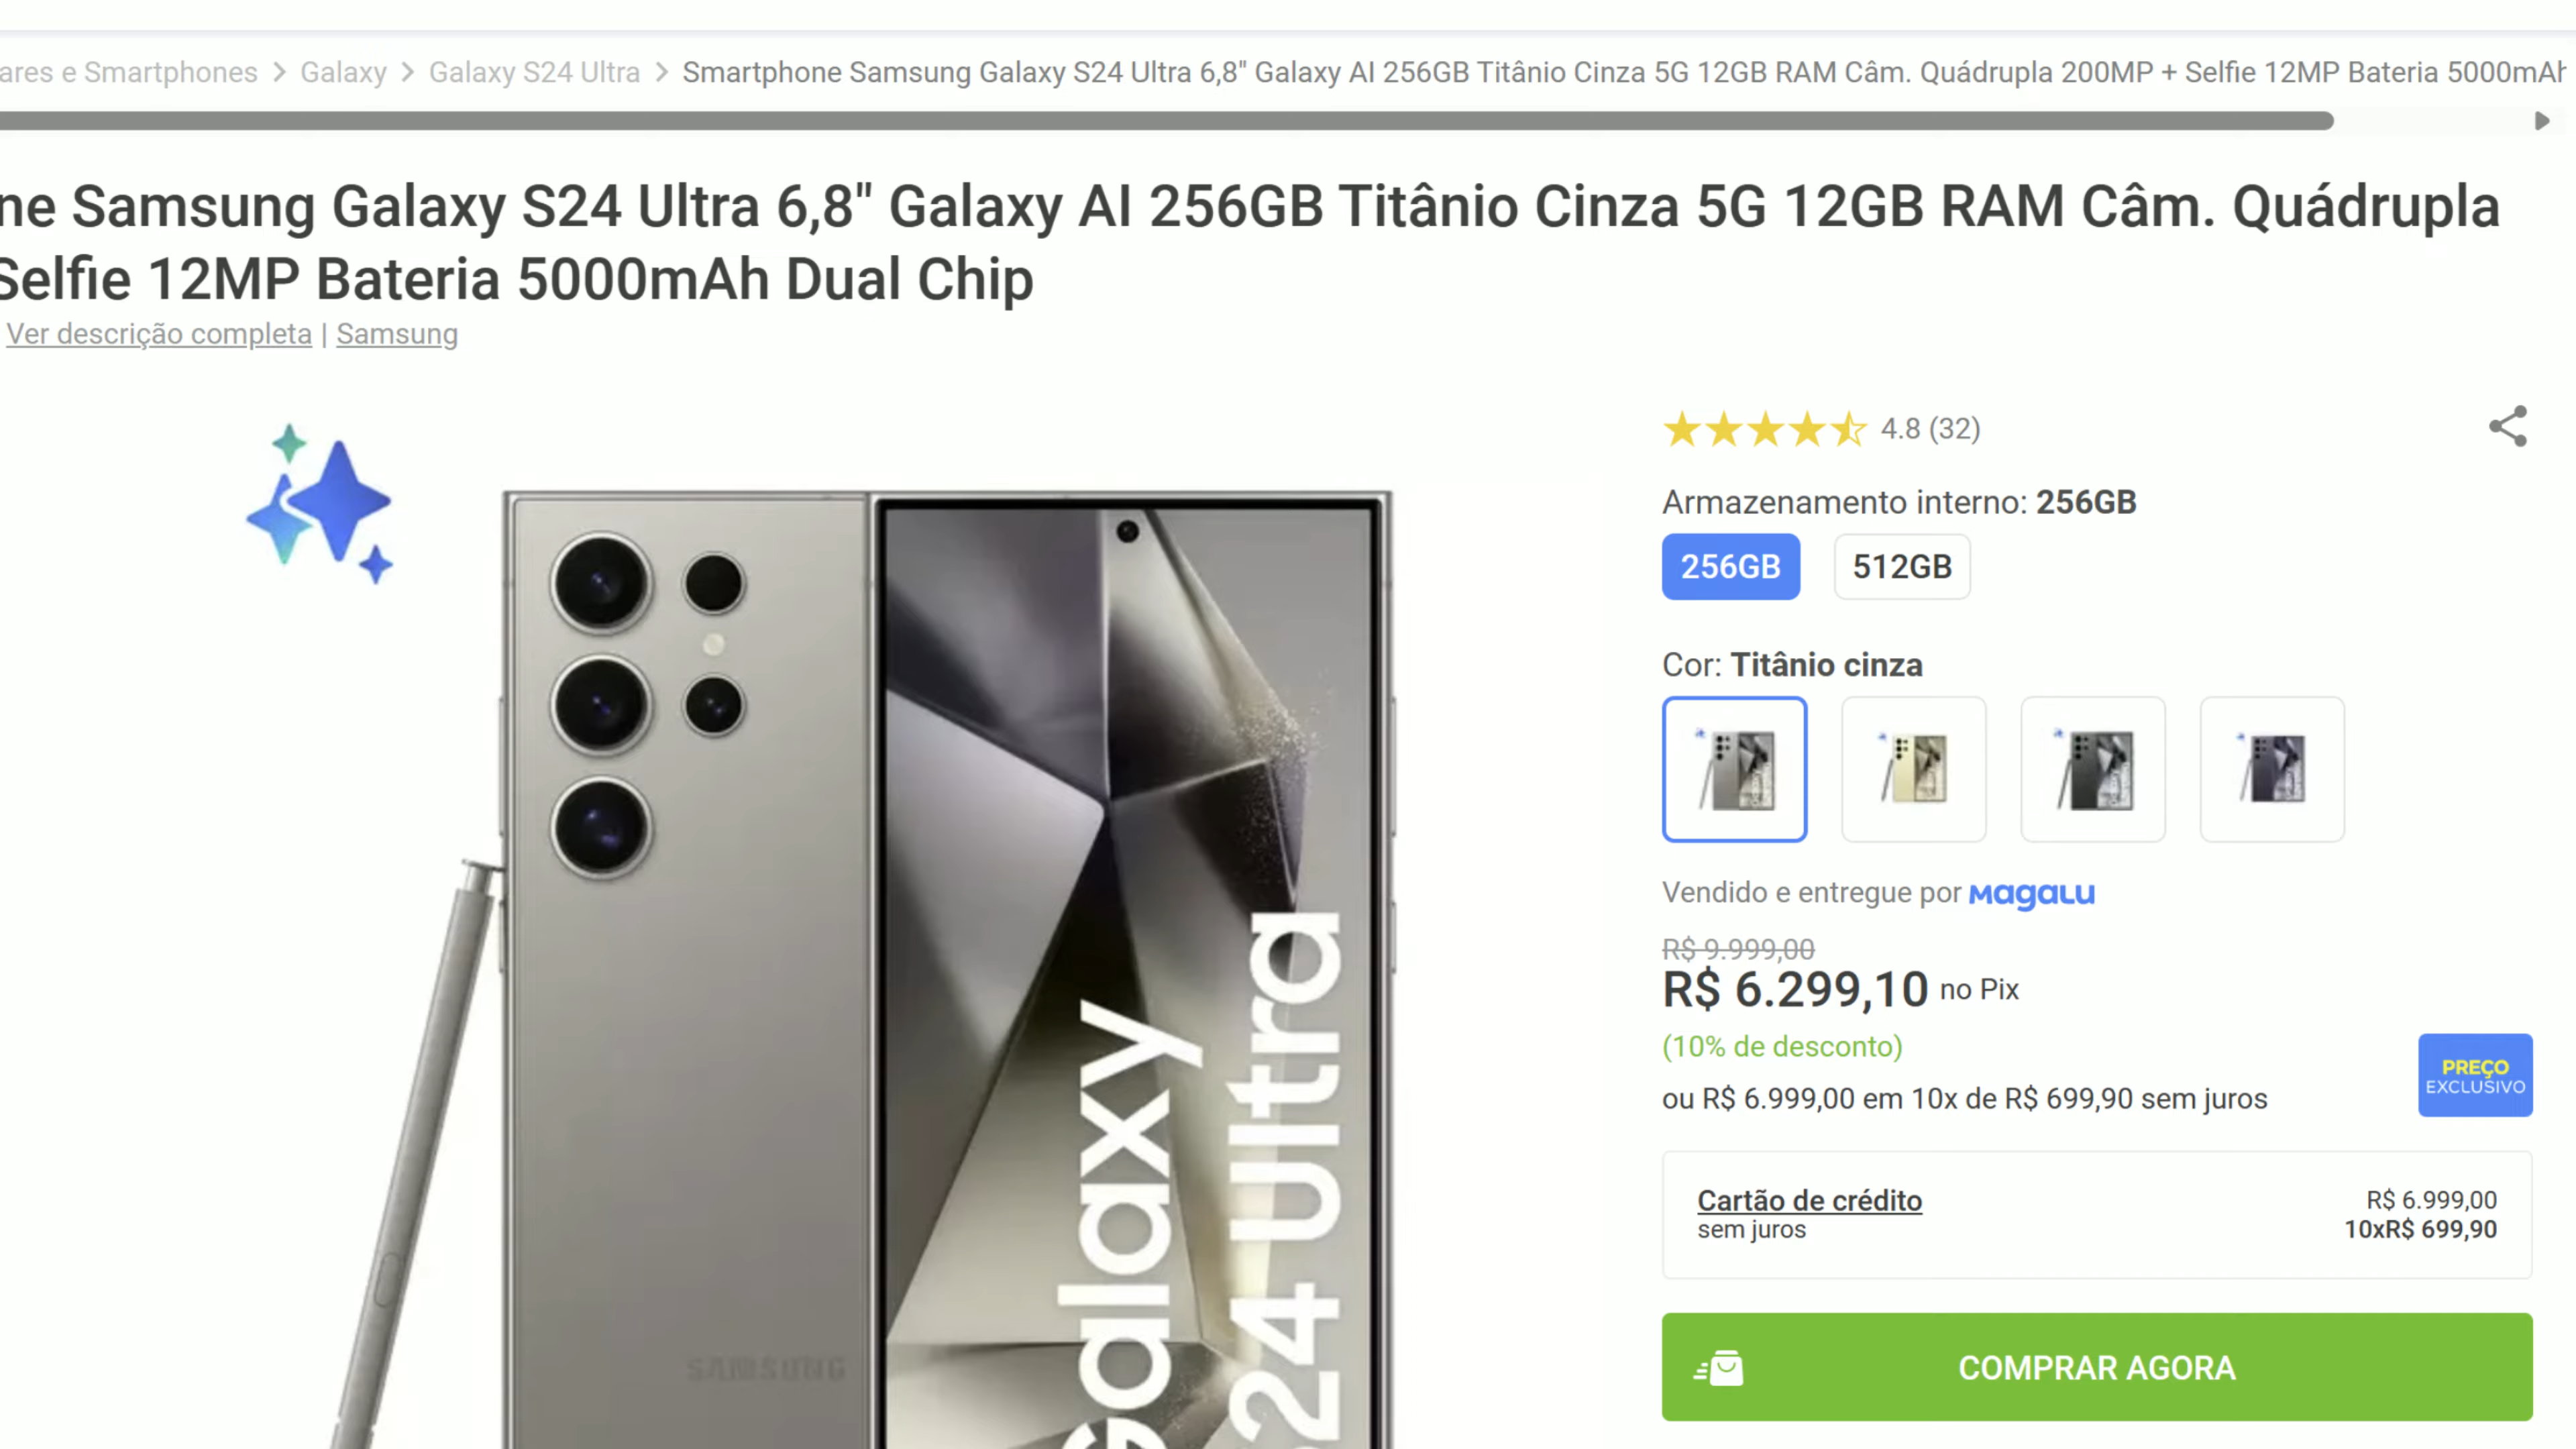 ares e Smartphones > Galaxy > Galaxy S24 Ultra > Smartphone Samsung Galaxy S24 Ultra 6,8" Galaxy AI 256GB Titânio Cinza 5G 12GB RAM Câm. Quádrupla 200MP + Selfie 12MP Bateria 5000mAh
ne Samsung Galaxy S24 Ultra 6,8" Galaxy AI 256GB Titânio Cinza 5G 12GB RAM Câm. Quádrupla
Selfie 12MP Bateria 5000mAh Dual Chip
Ver descrição completa | Samsung
4.8 (32)
Armazenamento interno: 256GB
256GB
512GB
Cor: Titânio cinza
Vendido e entregue por Magalu
R$ 9.999,00
R$ 6.299,10 no Pix
(10% de desconto)
ou R$ 6.999,00 em 10x de R$ 699,90 sem juros
PREÇO
EXCLUSIVO
Cartão de crédito
R$ 6.999,00
sem juros
10xR$ 699,90
COMPRAR AGORA
SAMSUNG
Galaxy
S24 Ultra